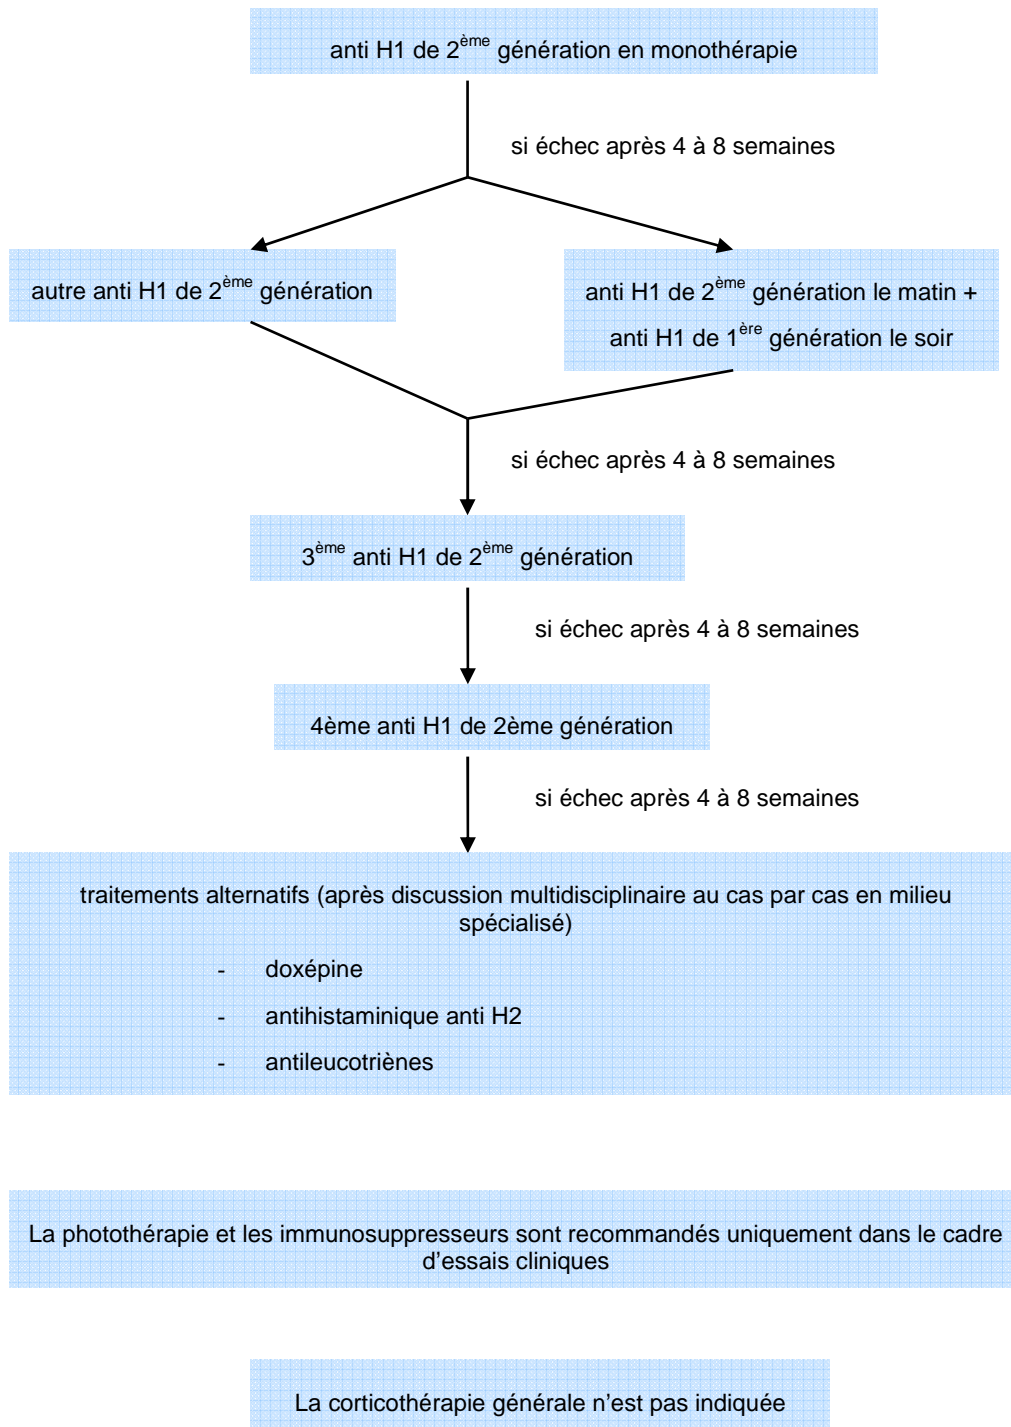 anti H1 de 2ème génération en monothérapie
si échec après 4 à 8 semaines
autre anti H1 de 2ème génération
anti H1 de 2ème génération le matin +
anti H1 de 1ère génération le soir
si échec après 4 à 8 semaines
3ème anti H1 de 2ème génération
si échec après 4 à 8 semaines
4ème anti H1 de 2ème génération
si échec après 4 à 8 semaines
traitements alternatifs (après discussion multidisciplinaire au cas par cas en milieu
spécialisé)
- doxépine
- antihistaminique anti H2
- antileucotriènes
La photothérapie et les immunosuppresseurs sont recommandés uniquement dans le cadre
d'essais cliniques
La corticothérapie générale n'est pas indiquée